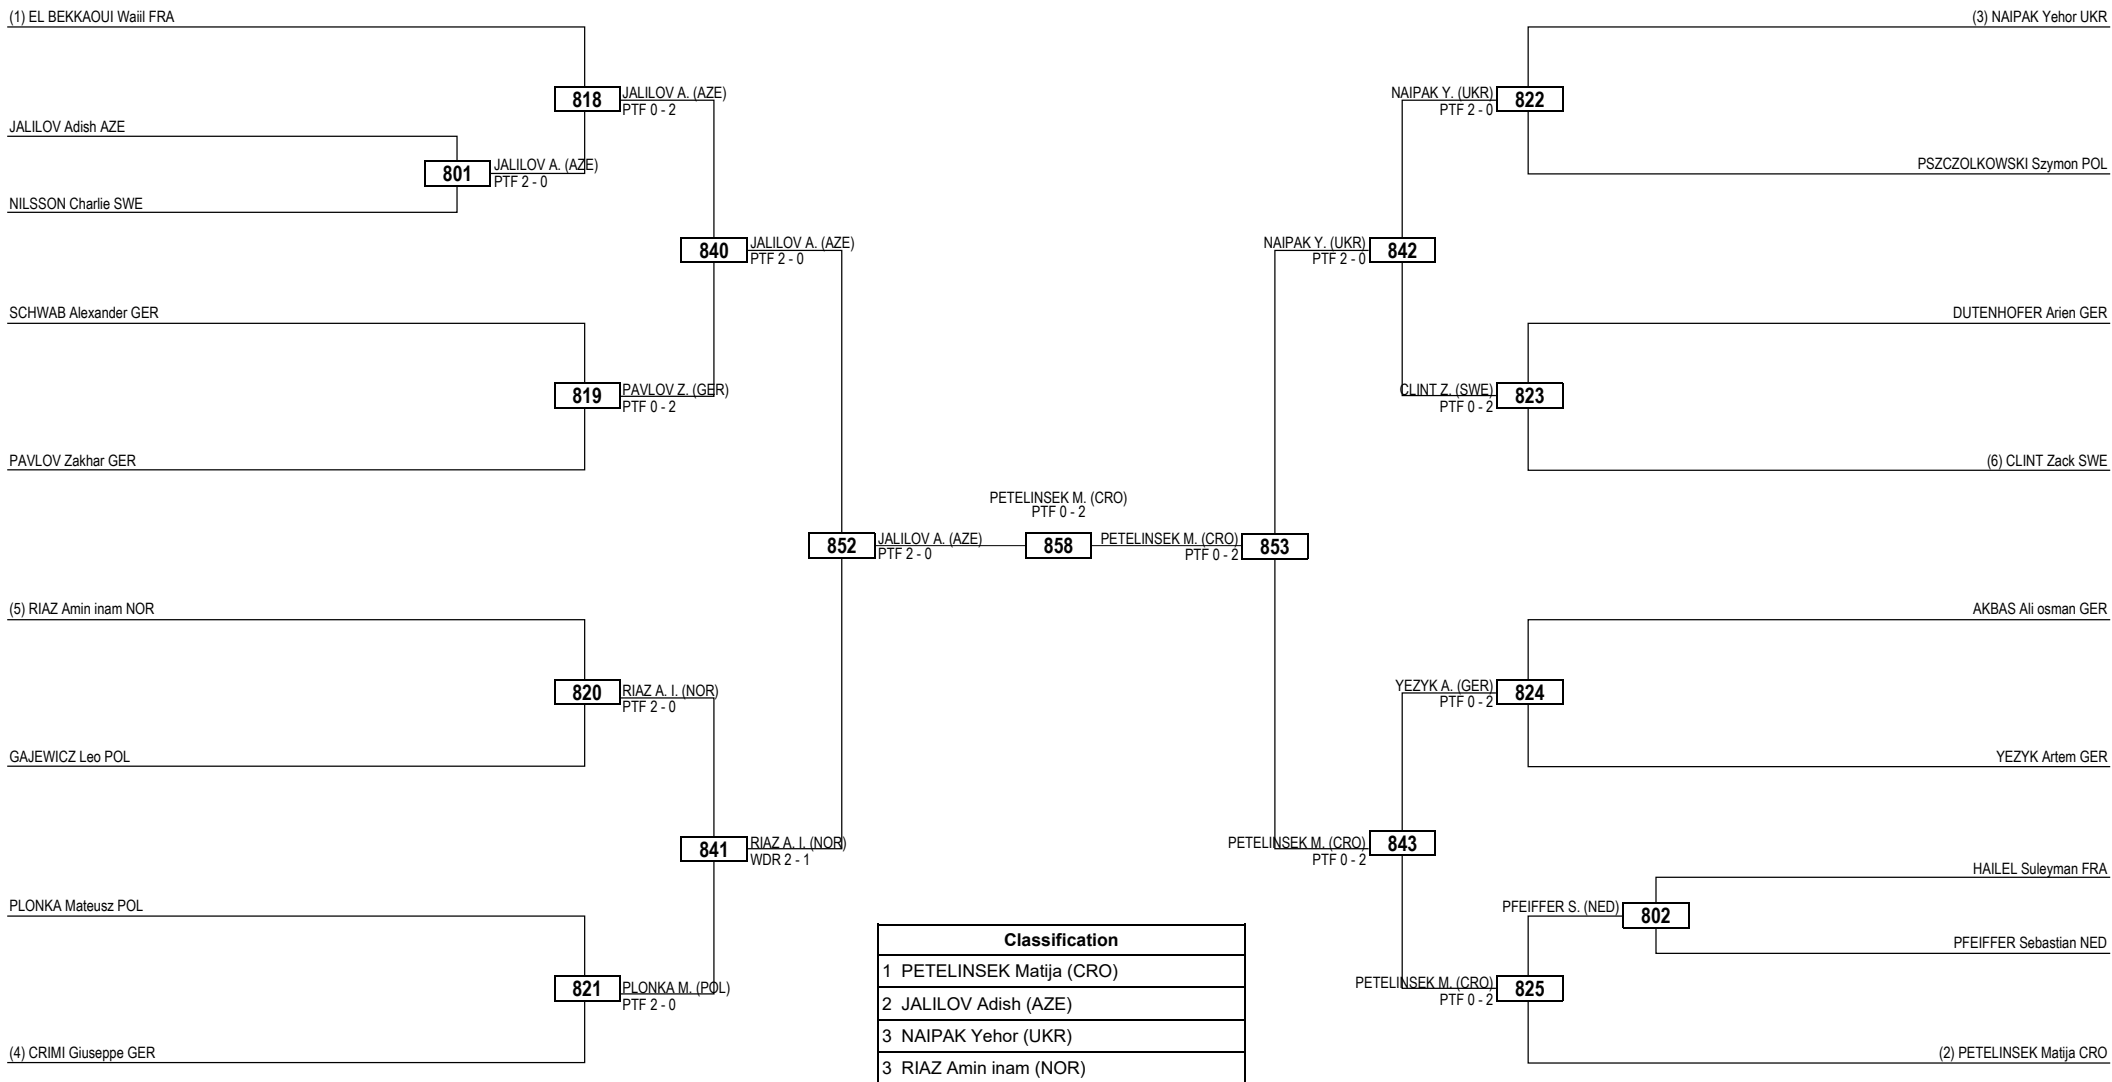 (1) EL BEKKAOUI Waiil FRA
(3) NAIPAK Yehor UKR
818
JALILOV A. (AZE)
PTF 0 - 2
NAIPAK Y. (UKR)
PTF 2 - 0
822
JALILOV Adish AZE
801
JALILOV A. (AZE)
PTF 2 - 0
PSZCZOLKOWSKI Szymon POL
NILSSON Charlie SWE
840
JALILOV A. (AZE)
PTF 2 - 0
NAIPAK Y. (UKR)
PTF 2 - 0
842
SCHWAB Alexander GER
DUTENHOFER Arien GER
819
PAVLOV Z. (GER)
PTF 0 - 2
CLINT Z. (SWE)
PTF 0 - 2
823
PAVLOV Zakhar GER
(6) CLINT Zack SWE
PETELINSEK M. (CRO)
PTF 0 - 2
852
JALILOV A. (AZE)
PTF 2 - 0
858
PETELINSEK M. (CRO)
PTF 0 - 2
853
(5) RIAZ Amin inam NOR
AKBAS Ali osman GER
820
RIAZ A. I. (NOR)
PTF 2 - 0
YEZYK A. (GER)
PTF 0 - 2
824
GAJEWICZ Leo POL
YEZYK Artem GER
841
RIAZ A. I. (NOR)
WDR 2 - 1
PETELINSEK M. (CRO)
PTF 0 - 2
843
HAILEL Suleyman FRA
PLONKA Mateusz POL
PFEIFFER S. (NED)
802
PFEIFFER Sebastian NED
821
PLONKA M. (POL)
PTF 2 - 0
PETELINSEK M. (CRO)
PTF 0 - 2
825
(4) CRIMI Giuseppe GER
(2) PETELINSEK Matija CRO
Classification
1 PETELINSEK Matija (CRO)
2 JALILOV Adish (AZE)
3 NAIPAK Yehor (UKR)
3 RIAZ Amin inam (NOR)